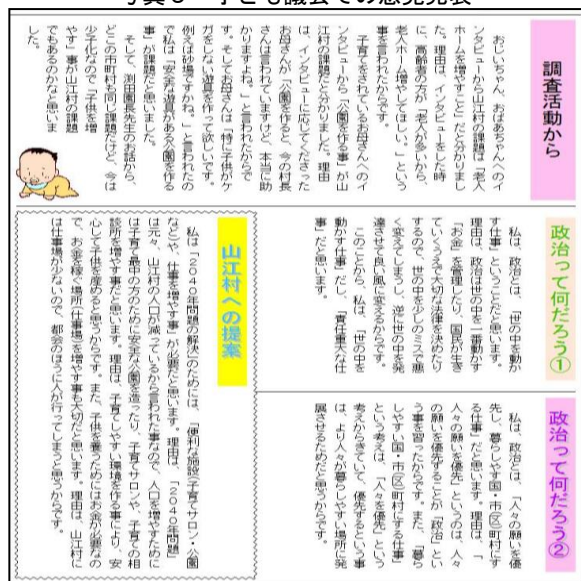 調査活動から
おじいちゃん、おばあちゃんへのイ
ンタビューから山江村の課題は「老人
ホームを増やすこと」だと分かりまし
た。理由は、インタビューをした時
に、高齢者の方が「老人が多いから、
老人ホーム増やしてほしい。」という
事を言われたからです。
子育てをされているお母さんへのイ
ンタビューから「公園を作る事」が山
江村の課題と分かりました。理由
は、インタビューに応じてくださった
お母さんが「公園を作ると、今の村長
さんは言われていますけど、本当に助
かりますよね。」と言われたからで
す。そしてお母さんは「特に子供がケ
ガをしない遊具を作って欲しいです。
例えば砂場ですかね。」と言われたの
で私は「安全な遊具がある公園を作る
事」が課題だと思いました。
そして、渕田園長先生のお話から、
どこの市町村も同じ課題だけど、今は
少子化なので「子供を増
やす」事が山江村の課題
でもあるのかなと思いま
した。
政治って何だろう①
私は、政治とは、「世の中を動か
す仕事」ということだと思います。
理由は、政治は世の中を一番動かす
「お金」を管理したり、国民が生き
ていくうえで大切な法律を決めたり
するので、世の中を少しのミスで悪
く変えてしまうし、逆に世の中を発
達させて良い風に変えるからです。
このことから、私は、「世の中を
動かす仕事」だし、「責任重大な仕
事」だと思います。
政治って何だろう②
私は、政治とは、「人々の願いを優
先し、暮らしやすい国・市(区)町村にす
る仕事」だと思います。理由は、「
人々の願いを優先」というのは、人々
の願いを優先することが「政治」とい
う事を習ったからです。また、「暮ら
しやすい国・市(区)町村にする仕事」
という考えは、「人々を優先」という
考えからきていて、優先するという事
は、より人々が暮らしやすい場所に発
展させるためだと思うからです。
山江村への提案
私は「2040年問題の解決のためには、「便利な施設(子育てサロン・公園
など)や、仕事を増やす事」が必要だと思います。理由は、「2040年問題」
は元々、山江村の人口が減っているからと言われた事なので、人口を増やすために
は子育て最中の方のために安全な公園を造ったり、子育てサロンや、子育ての相
談所を増やす事だと思います。理由は、子育てしやすい環境を作る事により、安
心して子供を産めると思うからです。また、子供を養うためにはお金が必要なの
で、お金を稼ぐ場所(仕事場)を増やす事も大切だと思います。理由は、山江村に
は仕事場が少ないので、都会のほうに人が行ってしまうと思うからです。